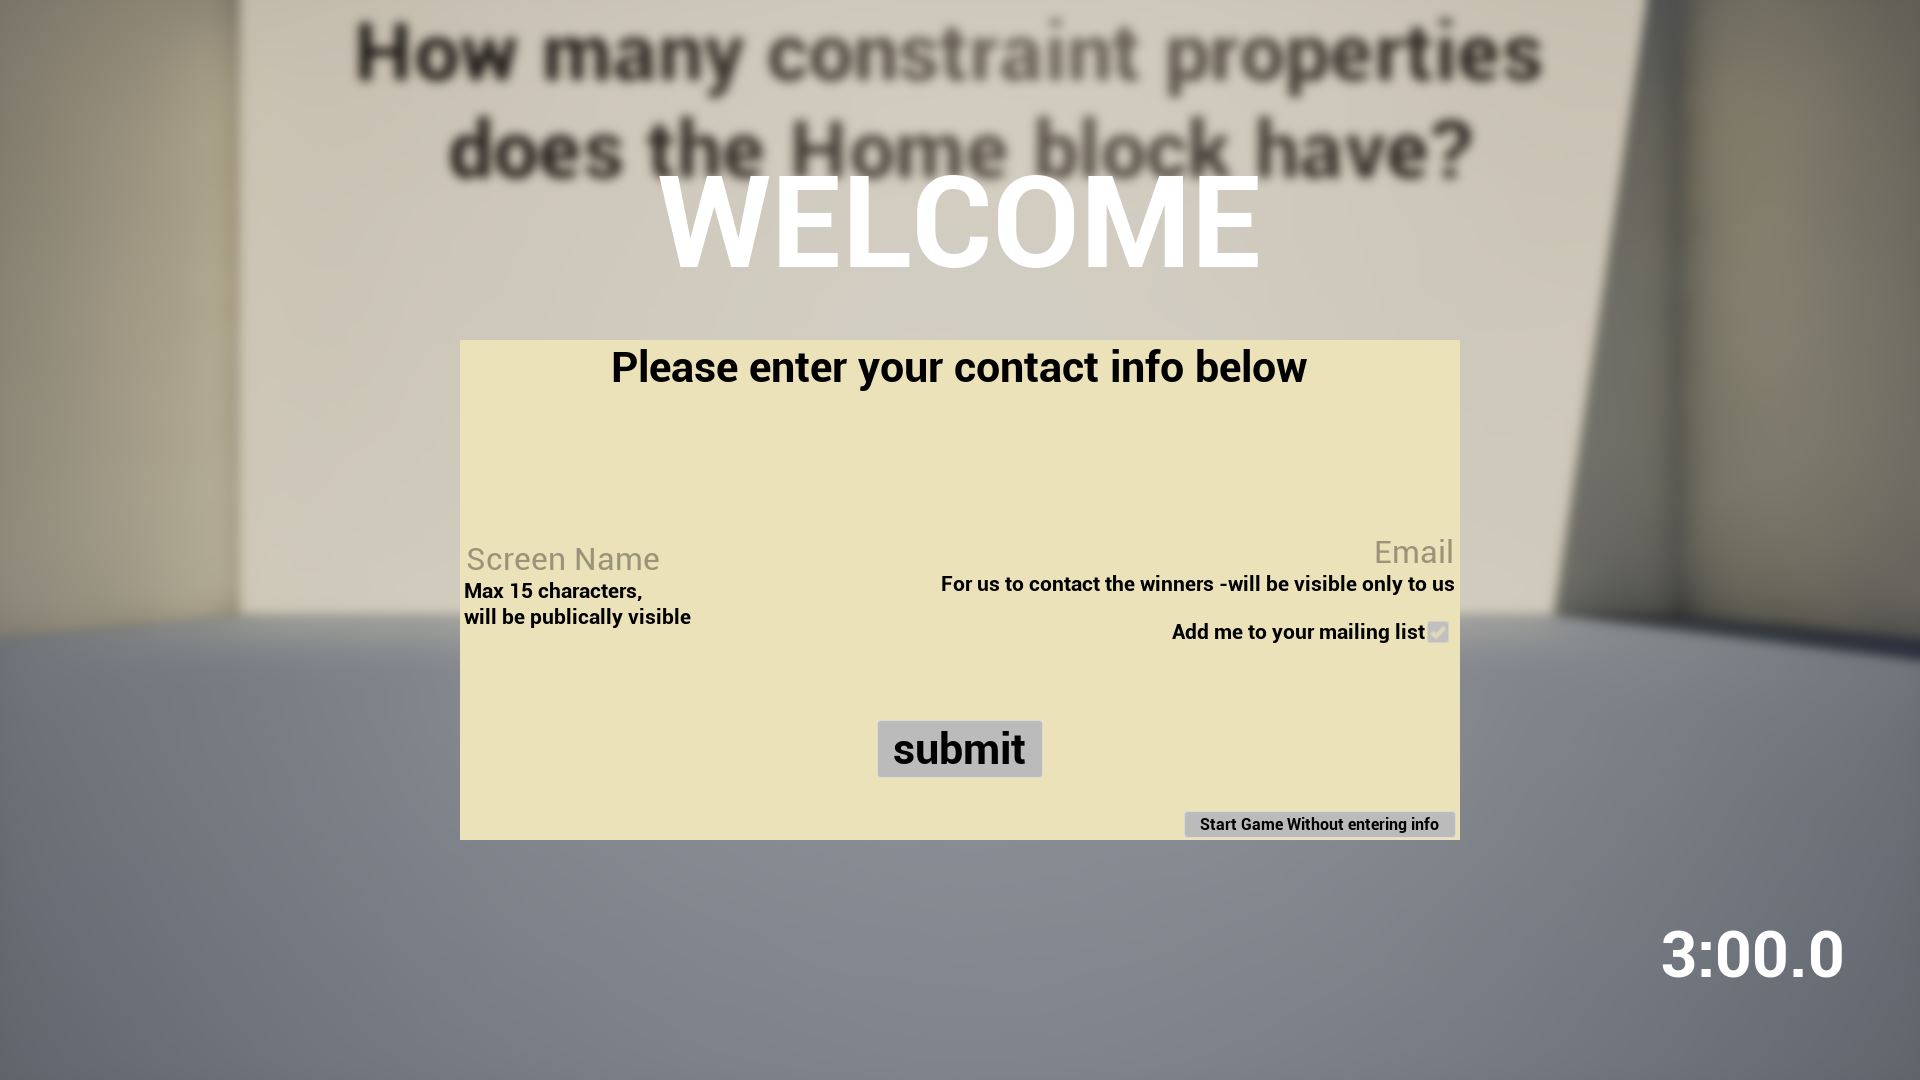 How many constraint properties
does the Home block have?
WELCOME
Please enter your contact info below
Screen Name
Max 15 characters,
will be publically visible
Email
For us to contact the winners -will be visible only to us
Add me to your mailing list
submit
Start Game Without entering info
3:00.0